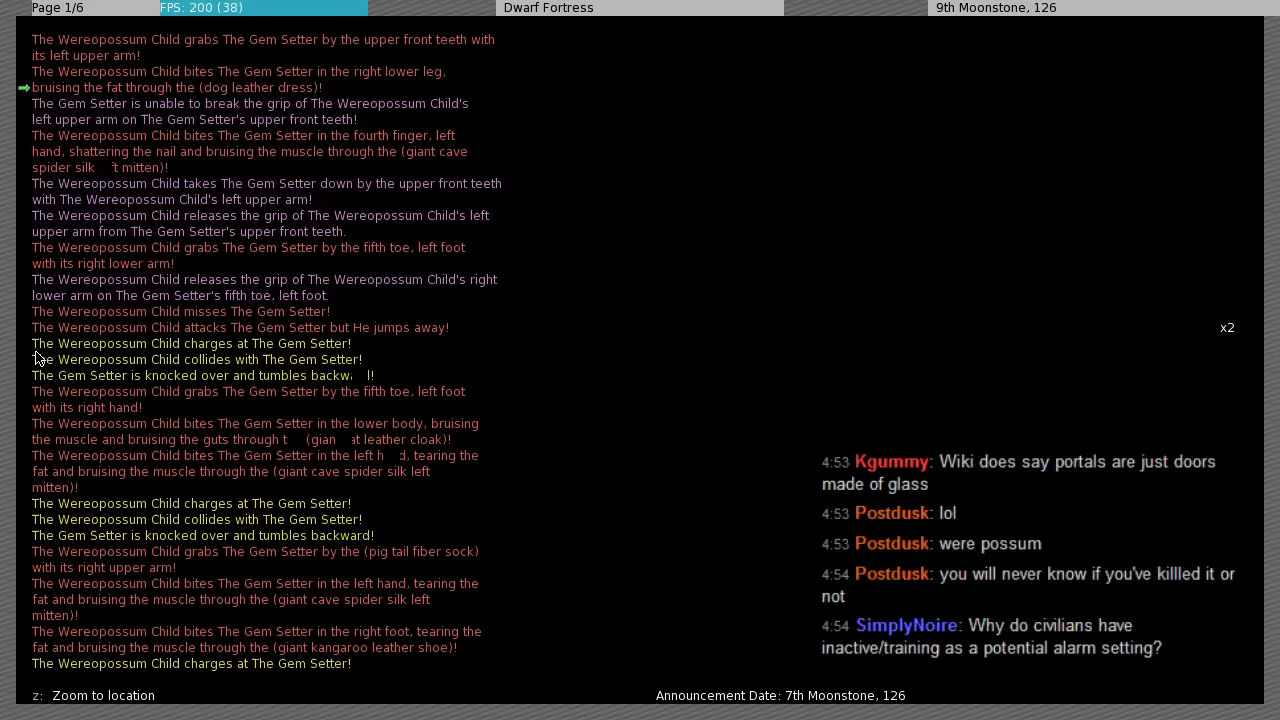 Page 1/6 FPS: 200 (38) Dwarf Fortress 9th Moonstone, 126
The Wereopossum Child grabs The Gem Setter by the upper front teeth with
its left upper arm!
The Wereopossum Child bites The Gem Setter in the right lower leg,
bruising the fat through the (dog leather dress)!
The Gem Setter is unable to break the grip of The Wereopossum Child's
left upper arm on The Gem Setter's upper front teeth!
The Wereopossum Child bites The Gem Setter in the fourth finger, left
hand, shattering the nail and bruising the muscle through the (giant cave
spider silk mitten)!
The Wereopossum Child takes The Gem Setter down by the upper front teeth
with The Wereopossum Child's left upper arm!
The Wereopossum Child releases the grip of The Wereopossum Child's left
upper arm from The Gem Setter's upper front teeth.
The Wereopossum Child grabs The Gem Setter by the fifth toe, left foot
with its right lower arm!
The Wereopossum Child releases the grip of The Wereopossum Child's right
lower arm on The Gem Setter's fifth toe, left foot.
The Wereopossum Child misses The Gem Setter!
The Wereopossum Child attacks The Gem Setter but He jumps away!
x2
The Wereopossum Child charges at The Gem Setter!
The Wereopossum Child collides with The Gem Setter!
The Gem Setter is knocked over and tumbles
The Wereopossum Child grabs The Gem Setter by the fifth toe, left foot
with its right hand!
The Wereopossum Child bites The Gem Setter in the lower body, bruising
the muscle and bruising the guts through leather cloak)!
The Wereopossum Child bites The Gem Setter in the left tearing the
fat and bruising the muscle through the (giant cave spider silk left
mitten)!
The Wereopossum Child charges at The Gem Setter!
The Wereopossum Child collides with The Gem Setter!
The Gem Setter is knocked over and tumbles backward!
The Wereopossum Child grabs The Gem Setter by the (pig tail fiber sock)
with its right upper arm!
The Wereopossum Child bites The Gem Setter in the left hand, tearing the
fat and bruising the muscle through the (giant cave spider silk left
mitten)!
The Wereopossum Child bites The Gem Setter in the right foot, tearing the
fat and bruising the muscle through the (giant kangaroo leather shoe)!
The Wereopossum Child charges at The Gem Setter!
4:53 Kgummy: Wiki does say portals are just doors
made of glass
4:53 Postdusk: lol
4:53 Postdusk: were possum
4:54 Postdusk: you will never know if you've killled it or
not
4:54 SimplyNoire: Why do civilians have
inactive/training as a potential alarm setting?
z: Zoom to location Announcement Date: 7th Moonstone, 126